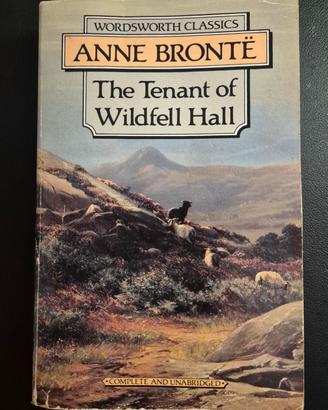 WORDSWORTH CLASSICS
ANNE BRONTË
The Tenant of
Wildfell Hall
·COMPLETE AND UNABRIDGED·